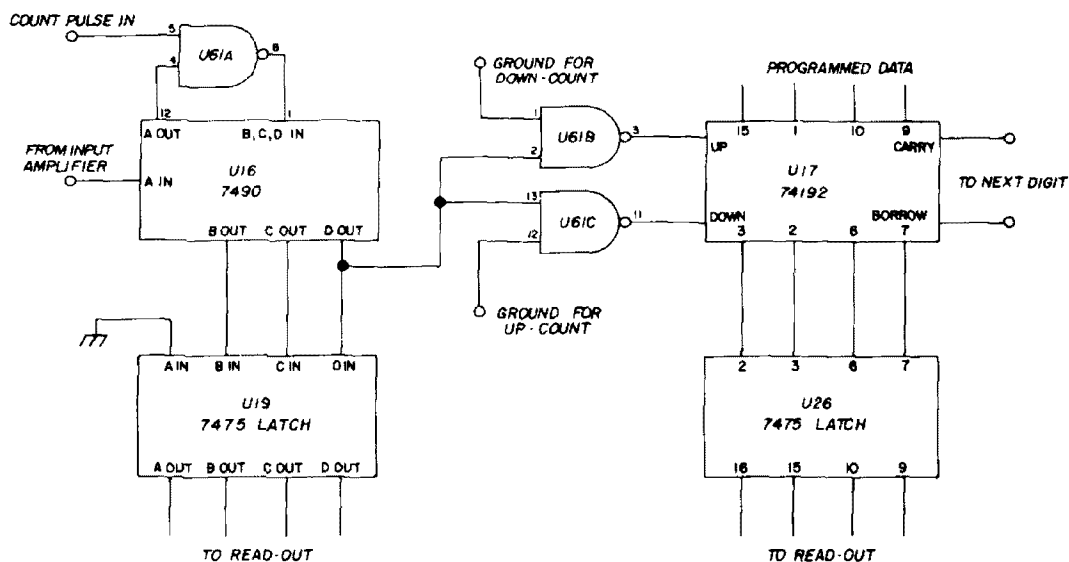 COUNT PULSE IN
5
4
U61A
8
12
1
A OUT
B,C,D IN
FROM INPUT
AMPLIFIER
A IN
U16
7490
B OUT
C OUT
D OUT
A IN
B IN
C IN
D IN
U19
7475 LATCH
A OUT
B OUT
C OUT
D OUT
TO READ-OUT
GROUND FOR
DOWN-COUNT
1
2
U61B
3
13
12
U61C
11
GROUND FOR
UP-COUNT
PROGRAMMED DATA
15
1
10
9
UP
CARRY
U17
74192
TO NEXT DIGIT
DOWN
BORROW
3
2
6
7
2
3
6
7
U26
7475 LATCH
16
15
10
9
TO READ-OUT